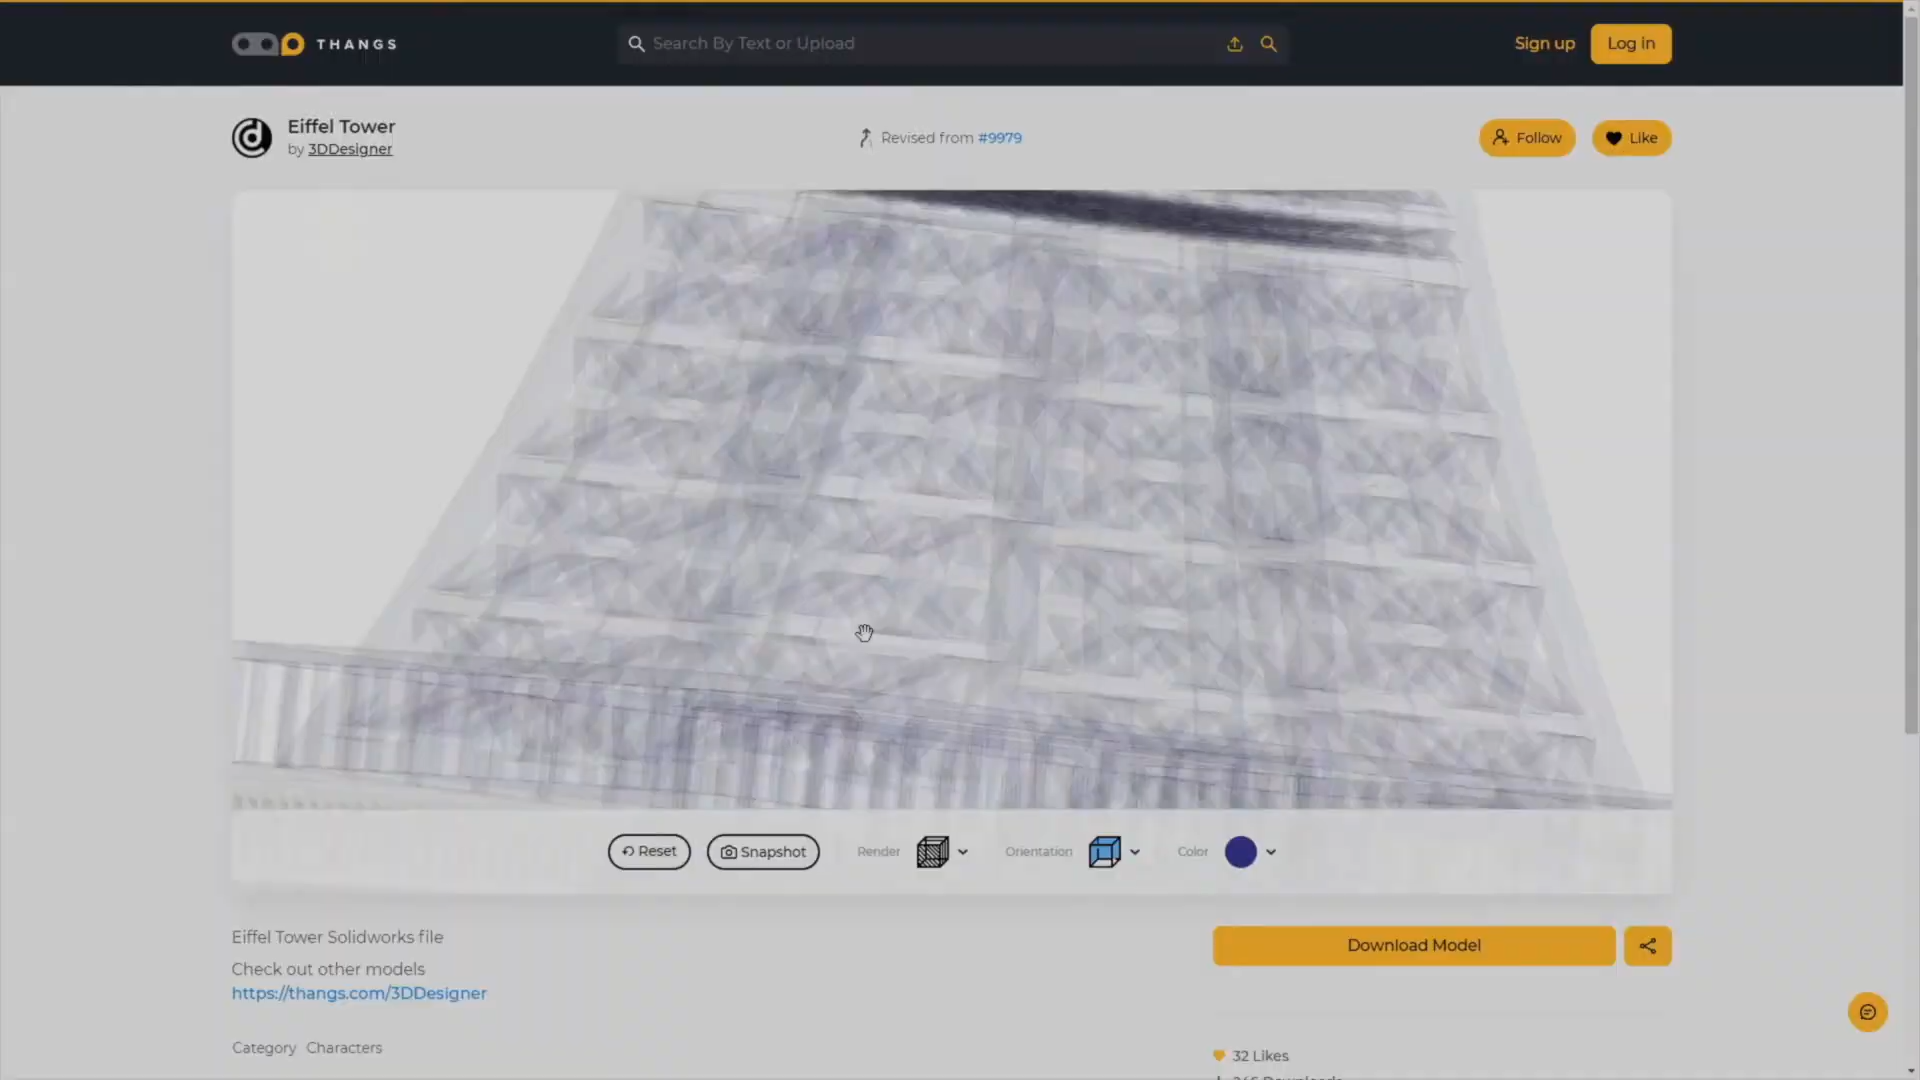 THANGS
Search By Text or Upload
Sign up
Log in
Eiffel Tower
by 3DDesigner
Revised from #9979
Follow
Like
Reset
Snapshot
Render
Orientation
Color
Eiffel Tower Solidworks file
Check out other models
https://thangs.com/3DDesigner
Category Characters
Download Model
32 Likes